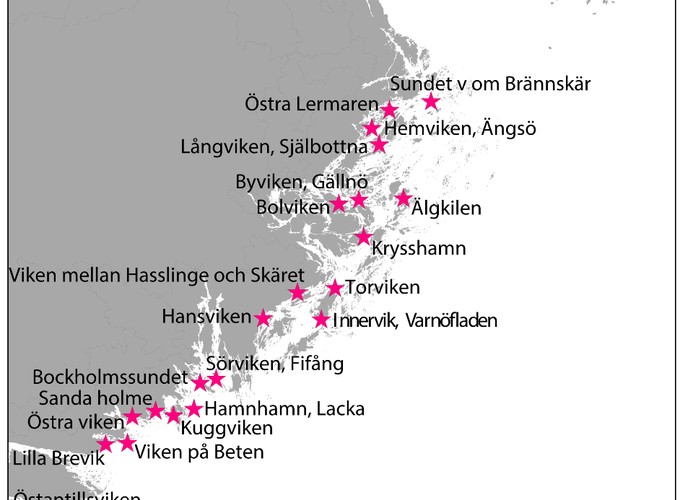 Sundet v om Brännskär
Östra Lermaren
Hemviken, Ängsö
Långviken, Själbottna
Byviken, Gällnö
Bolviken
Älgkilen
Krysshamn
Viken mellan Hasslinge och Skäret
Torviken
Hansviken
Innervik, Varnöfladen
Sörviken, Fifång
Bockholmssundet
Sanda holme
Hamnhamn, Lacka
Östra viken
Kuggviken
Viken på Beten
Lilla Brevik
Östantillsviken